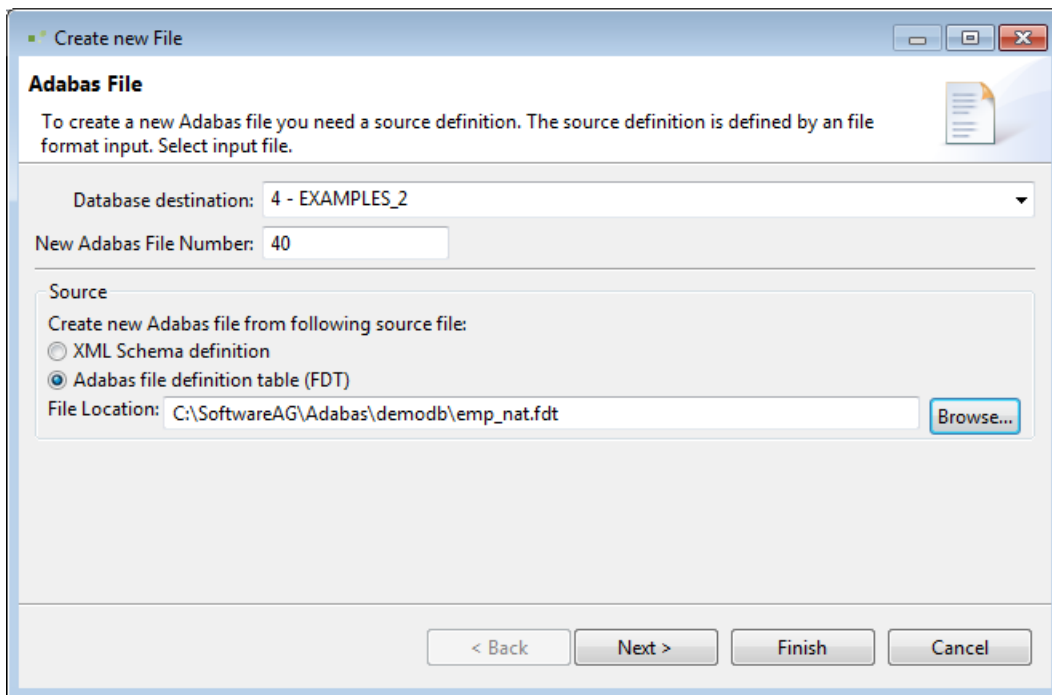 Create new File
Adabas File
To create a new Adabas file you need a source definition. The source definition is defined by an file
format input. Select input file.
Database destination: 4 - EXAMPLES_2
New Adabas File Number: 40
Source
Create new Adabas file from following source file:
XML Schema definition
Adabas file definition table (FDT)
File Location: C:\SoftwareAG\Adabas\demodb\emp_nat.fdt Browse...
< Back Next > Finish Cancel